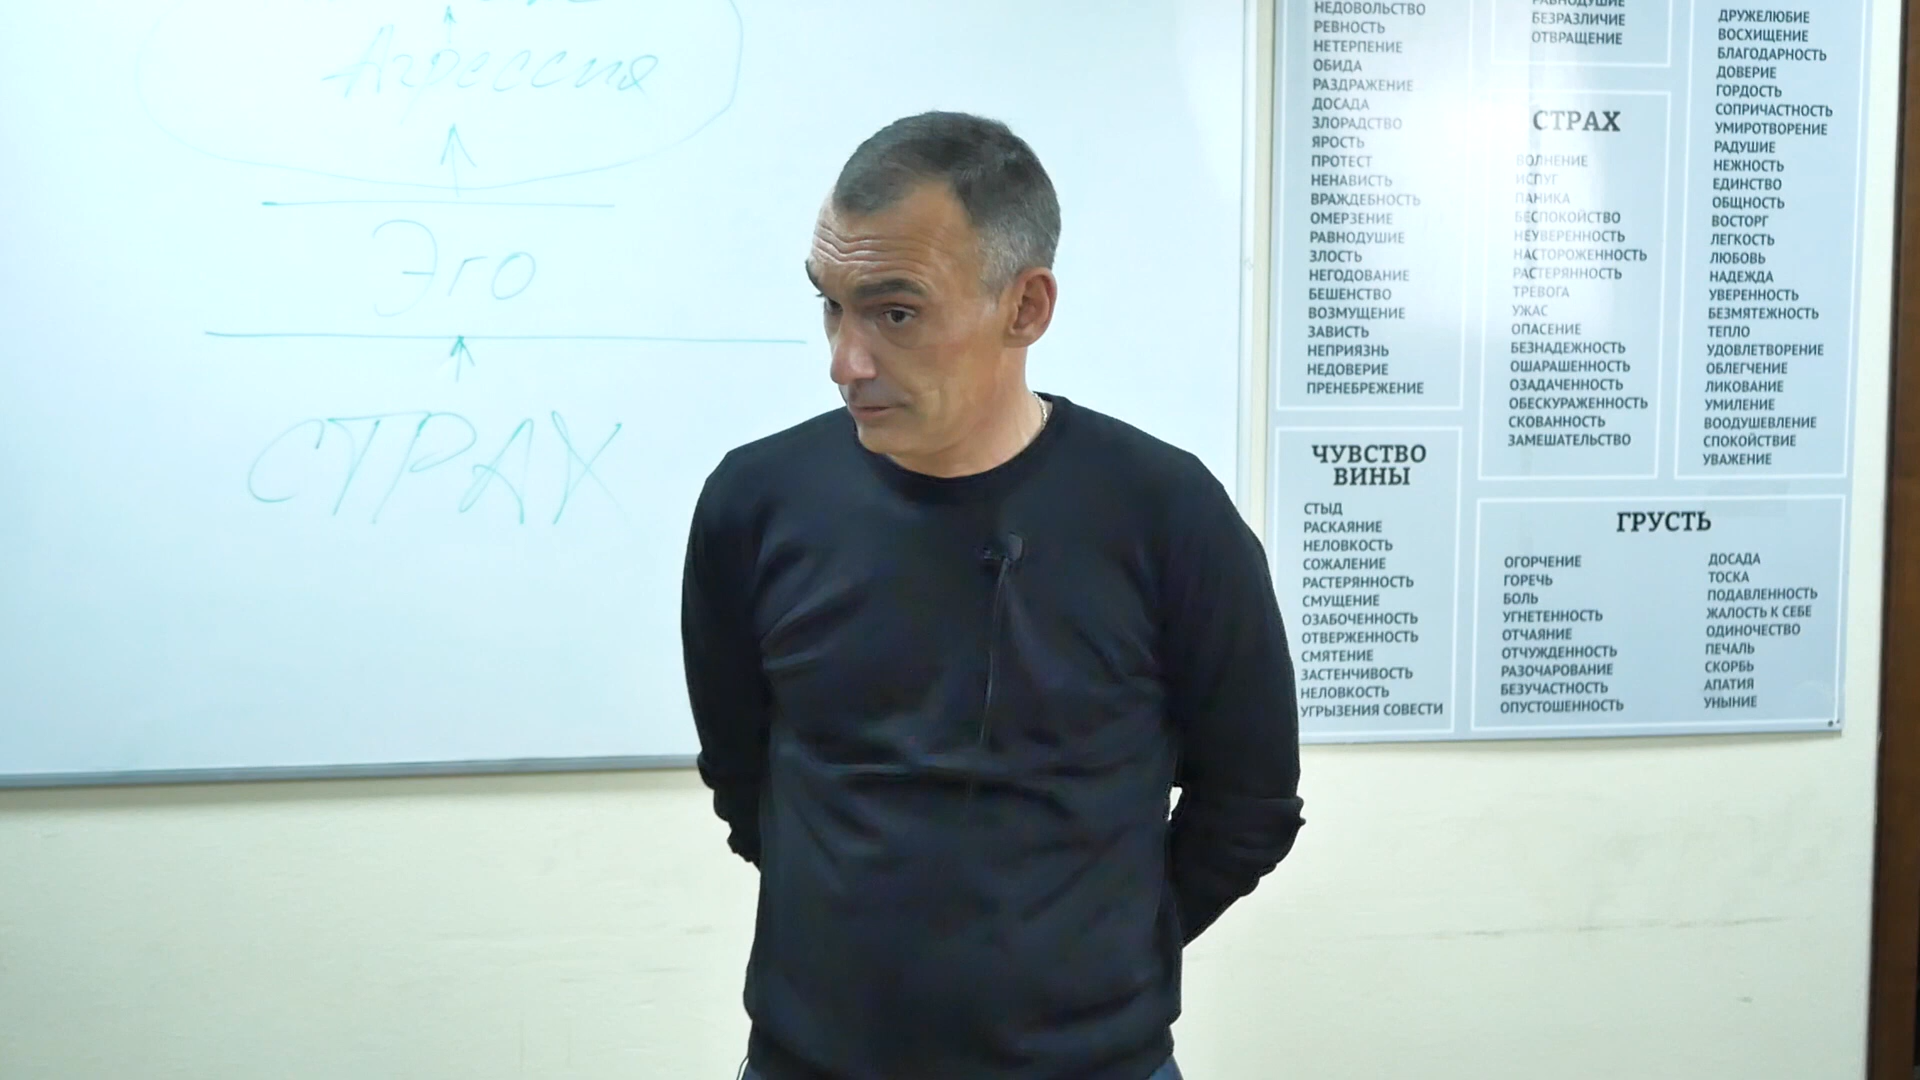 Агрессия
Эго
СТРАХ
НЕДОВОЛЬСТВО
РЕВНОСТЬ
НЕТЕРПЕНИЕ
ОБИДА
РАЗДРАЖЕНИЕ
ДОСАДА
ЗЛОРАДСТВО
ЯРОСТЬ
ПРОТЕСТ
НЕНАВИСТЬ
ВРАЖДЕБНОСТЬ
ОМЕРЗЕНИЕ
РАВНОДУШИЕ
ЗЛОСТЬ
НЕГОДОВАНИЕ
БЕШЕНСТВО
ВОЗМУЩЕНИЕ
ЗАВИСТЬ
НЕПРИЯЗНЬ
НЕДОВЕРИЕ
ПРЕНЕБРЕЖЕНИЕ
ЧУВСТВО
ВИНЫ
СТЫД
РАСКАЯНИЕ
НЕЛОВКОСТЬ
СОЖАЛЕНИЕ
РАСТЕРЯННОСТЬ
СМУЩЕНИЕ
ОЗАБОЧЕННОСТЬ
ОТВЕРЖЕННОСТЬ
СМЯТЕНИЕ
ЗАСТЕНЧИВОСТЬ
НЕЛОВКОСТЬ
УГРЫЗЕНИЯ СОВЕСТИ
РАВНОДУШИЕ
БЕЗРАЗЛИЧИЕ
ОТВРАЩЕНИЕ
СТРАХ
ВОЛНЕНИЕ
ИСПУГ
ПАНИКА
БЕСПОКОЙСТВО
НЕУВЕРЕННОСТЬ
НАСТОРОЖЕННОСТЬ
РАСТЕРЯННОСТЬ
ТРЕВОГА
УЖАС
ОПАСЕНИЕ
БЕЗНАДЕЖНОСТЬ
ОШАРАШЕННОСТЬ
ОЗАДАЧЕННОСТЬ
ОБЕСКУРАЖЕННОСТЬ
СКОВАННОСТЬ
ЗАМЕШАТЕЛЬСТВО
ДРУЖЕЛЮБИЕ
ВОСХИЩЕНИЕ
БЛАГОДАРНОСТЬ
ДОВЕРИЕ
ГОРДОСТЬ
СОПРИЧАСТНОСТЬ
УМИРОТВОРЕНИЕ
РАДУШИЕ
НЕЖНОСТЬ
ЕДИНСТВО
ОБЩНОСТЬ
ВОСТОРГ
ЛЕГКОСТЬ
ЛЮБОВЬ
НАДЕЖДА
УВЕРЕННОСТЬ
БЕЗМЯТЕЖНОСТЬ
ТЕПЛО
УДОВЛЕТВОРЕНИЕ
ОБЛЕГЧЕНИЕ
ЛИКОВАНИЕ
УМИЛЕНИЕ
ВООДУШЕВЛЕНИЕ
СПОКОЙСТВИЕ
УВАЖЕНИЕ
ГРУСТЬ
ОГОРЧЕНИЕ
ГОРЕЧЬ
БОЛЬ
УГНЕТЕННОСТЬ
ОТЧАЯНИЕ
ОТЧУЖДЕННОСТЬ
РАЗОЧАРОВАНИЕ
БЕЗУЧАСТНОСТЬ
ОПУСТОШЕННОСТЬ
ДОСАДА
ТОСКА
ПОДАВЛЕННОСТЬ
ЖАЛОСТЬ К СЕБЕ
ОДИНОЧЕСТВО
ПЕЧАЛЬ
СКОРБЬ
АПАТИЯ
УНЫНИЕ